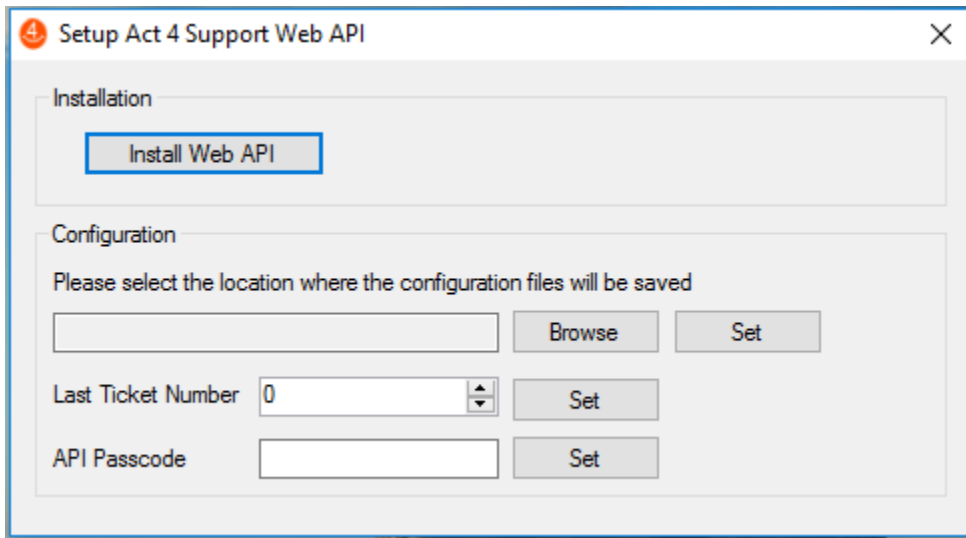 4 Setup Act 4 Support Web API
Installation
Install Web API
Configuration
Please select the location where the configuration files will be saved
Browse Set
Last Ticket Number 0 Set
API Passcode Set